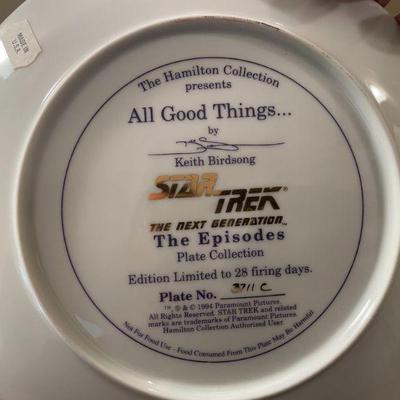 MADE IN
U.S.A.
The Hamilton Collection
presents
All Good Things...
by
Keith Birdsong
STAR
TREK
THE NEXT GENERATION™
The Episodes
Plate Collection
Edition Limited to 28 firing days.
Plate No. 3711 C
™ ® & © 1994 Paramount Pictures.
All Rights Reserved. STAR TREK and related
marks are trademarks of Paramount Pictures.
Hamilton Collection Authorized User.
Not For Food Use - Food Consumed From This Plate May Be Harmful